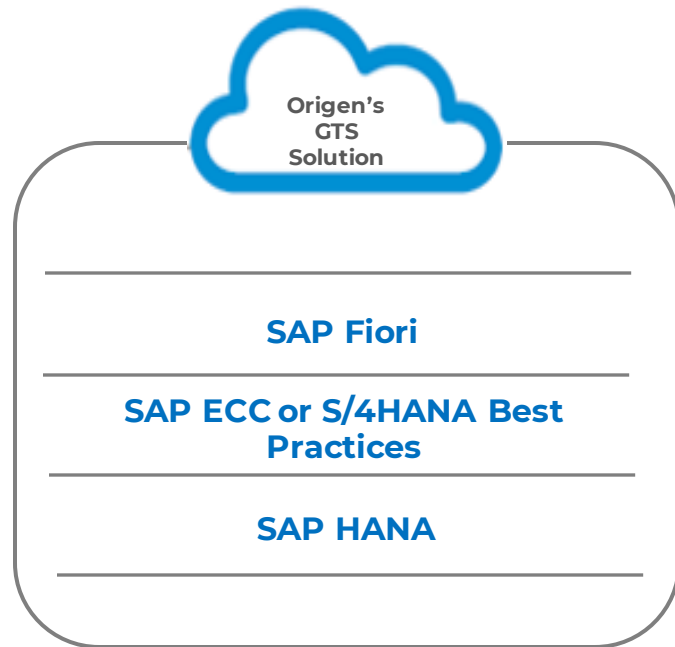 Origen’s
GTS
Solution
SAP Fiori
SAP ECC or S/4HANA Best
Practices
SAP HANA